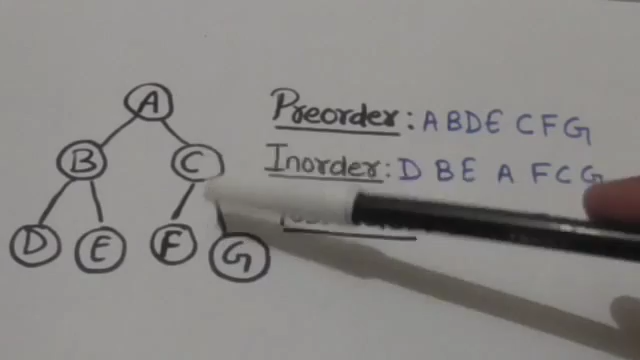 A
Preorder: A B D E C F G
B
C
Inorder: D B E A F C G
D
E
F
G